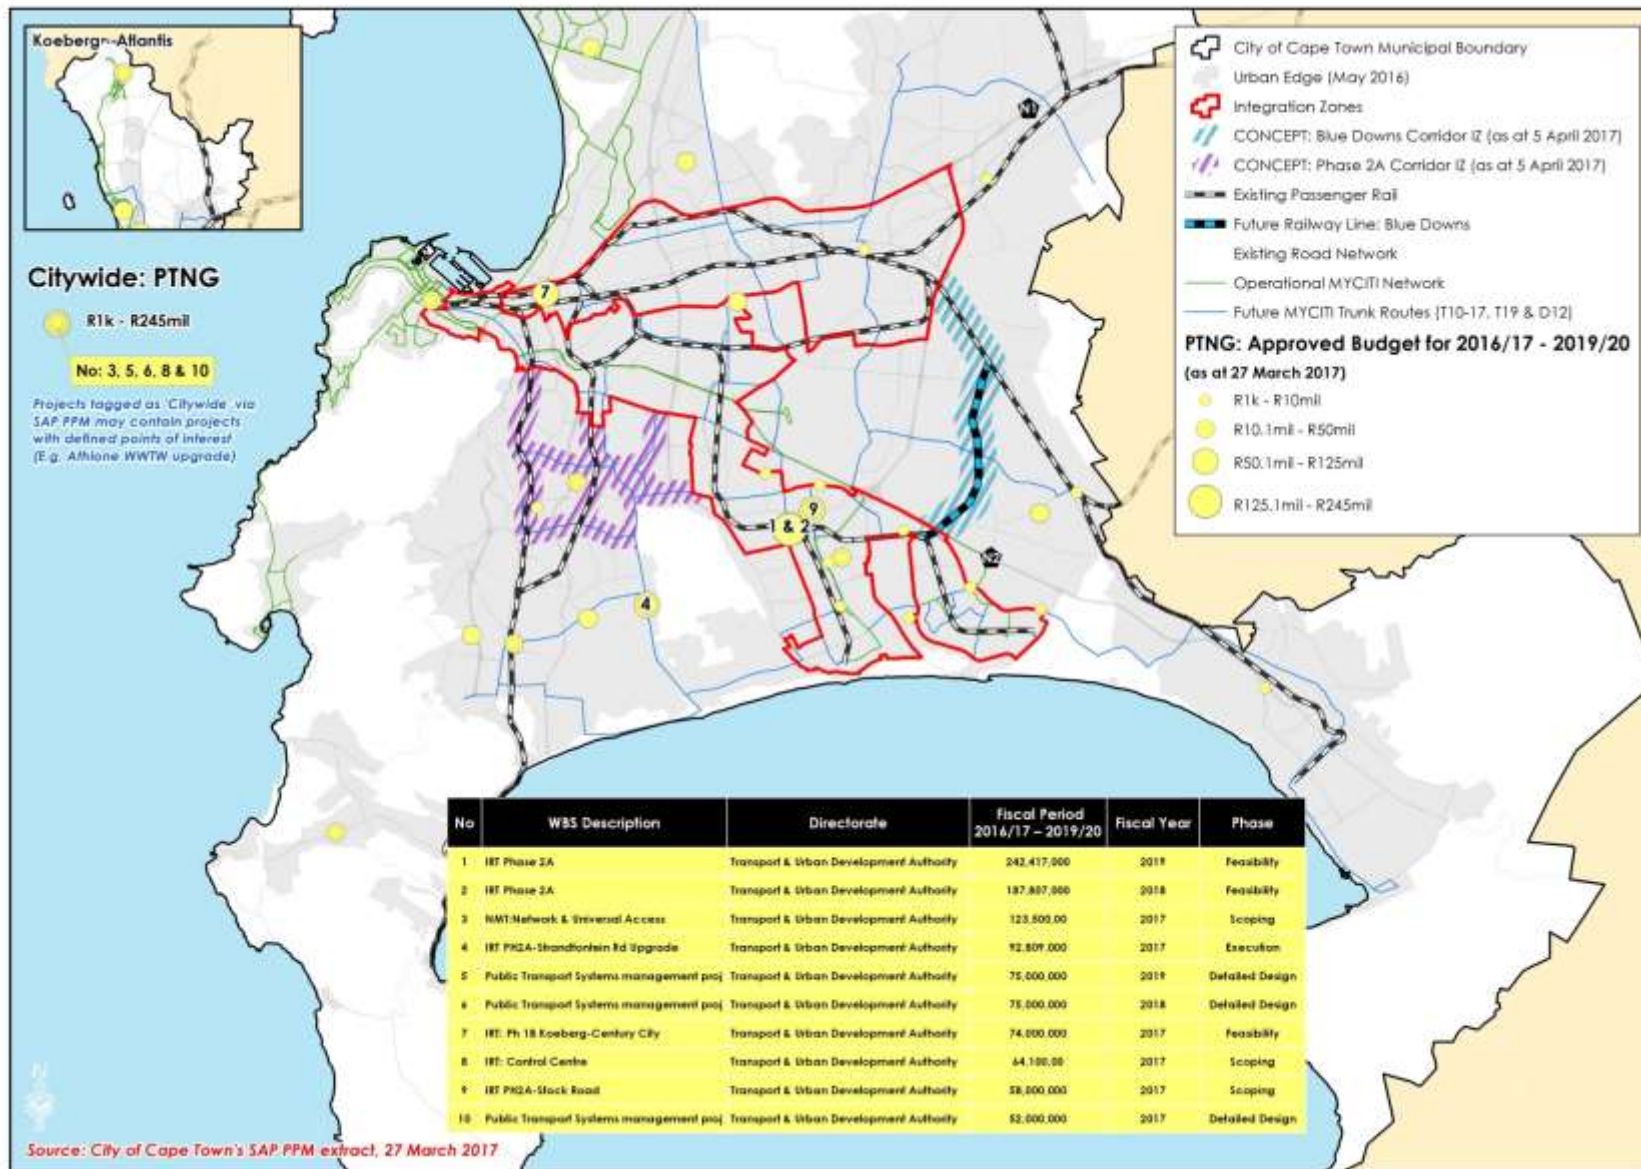 Koebergn-Atlantis
Citywide: PTNG
R1k - R245mil
No: 3, 5, 6, 8 & 10
Projects tagged as 'Citywide' via
SAP PPM may contain projects
with defined points of interest
(E.g. Athlone WWTW upgrade)
N1
7
1 & 2
9
N2
4
City of Cape Town Municipal Boundary
Urban Edge (May 2016)
Integration Zones
CONCEPT: Blue Downs Corridor IZ (as at 5 April 2017)
CONCEPT: Phase 2A Corridor IZ (as at 5 April 2017)
Existing Passenger Rail
Future Railway Line: Blue Downs
Existing Road Network
Operational MYCITI Network
Future MYCITI Trunk Routes (T10-17, T19 & D12)
PTNG: Approved Budget for 2016/17 - 2019/20
(as at 27 March 2017)
R1k - R10mil
R10.1mil - R50mil
R50.1mil - R125mil
R125.1mil - R245mil
No WBS Description Directorate Fiscal Period 2016/17 – 2019/20 Fiscal Year Phase
1 IRT Phase 2A Transport & Urban Development Authority 242,417,000 2019 Feasibility
2 IRT Phase 2A Transport & Urban Development Authority 187,807,000 2018 Feasibility
3 NMT:Network & Universal Access Transport & Urban Development Authority 123,500,00 2017 Scoping
4 IRT PH2A-Strandfontein Rd Upgrade Transport & Urban Development Authority 92,809,000 2017 Execution
5 Public Transport Systems management proj Transport & Urban Development Authority 75,000,000 2019 Detailed Design
6 Public Transport Systems management proj Transport & Urban Development Authority 75,000,000 2018 Detailed Design
7 IRT: Ph 1B Koeberg-Century City Transport & Urban Development Authority 74,000,000 2017 Feasibility
8 IRT: Control Centre Transport & Urban Development Authority 64,100,00 2017 Scoping
9 IRT PH2A-Stock Road Transport & Urban Development Authority 58,000,000 2017 Scoping
10 Public Transport Systems management proj Transport & Urban Development Authority 52,000,000 2017 Detailed Design
N
Source: City of Cape Town's SAP PPM extract, 27 March 2017